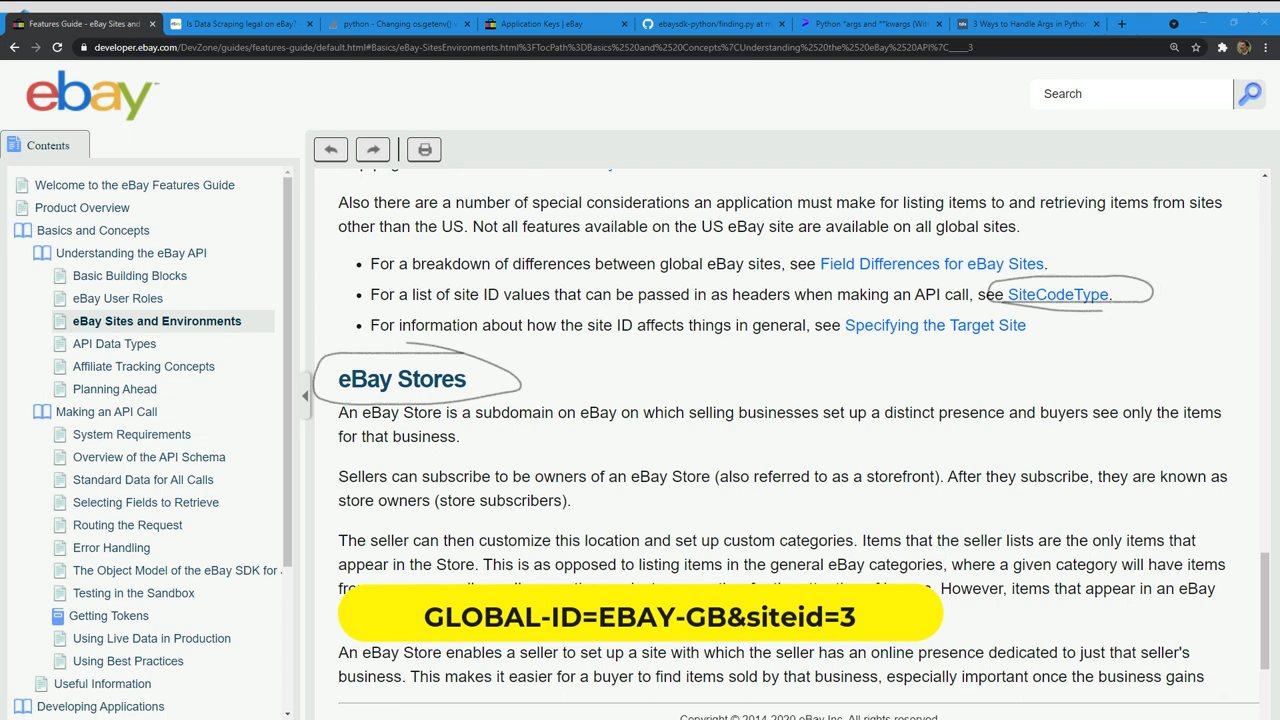 Features Guide - eBay Sites and
Is Data Scraping legal on eBay?
python - Changing os.getenv()
Application Keys | eBay
ebaysdk-python/finding.py at m
Python *args and **kwargs (With
3 Ways to Handle Args in Python
developer.ebay.com/DevZone/guides/features-guide/default.html#Basics/eBay-SitesEnvironments.html%3FTocPath%3DBasics%2520and%2520Concepts%7CUnderstanding%2520the%2520eBay%2520API%7C____3
ebay
Search
Contents
Welcome to the eBay Features Guide
Product Overview
Basics and Concepts
Understanding the eBay API
Basic Building Blocks
eBay User Roles
eBay Sites and Environments
API Data Types
Affiliate Tracking Concepts
Planning Ahead
Making an API Call
System Requirements
Overview of the API Schema
Standard Data for All Calls
Selecting Fields to Retrieve
Routing the Request
Error Handling
The Object Model of the eBay SDK for
Testing in the Sandbox
Getting Tokens
Using Live Data in Production
Using Best Practices
Useful Information
Developing Applications
Also there are a number of special considerations an application must make for listing items to and retrieving items from sites
other than the US. Not all features available on the US eBay site are available on all global sites.
• For a breakdown of differences between global eBay sites, see Field Differences for eBay Sites.
• For a list of site ID values that can be passed in as headers when making an API call, see SiteCodeType.
• For information about how the site ID affects things in general, see Specifying the Target Site
eBay Stores
An eBay Store is a subdomain on eBay on which selling businesses set up a distinct presence and buyers see only the items
for that business.
Sellers can subscribe to be owners of an eBay Store (also referred to as a storefront). After they subscribe, they are known as
store owners (store subscribers).
The seller can then customize this location and set up custom categories. Items that the seller lists are the only items that
appear in the Store. This is as opposed to listing items in the general eBay categories, where a given category will have items
However, items that appear in an eBay
GLOBAL-ID=EBAY-GB&siteid=3
An eBay Store enables a seller to set up a site with which the seller has an online presence dedicated to just that seller's
business. This makes it easier for a buyer to find items sold by that business, especially important once the business gains
Copyright © 2014-2020 eBay Inc. All rights reserved.